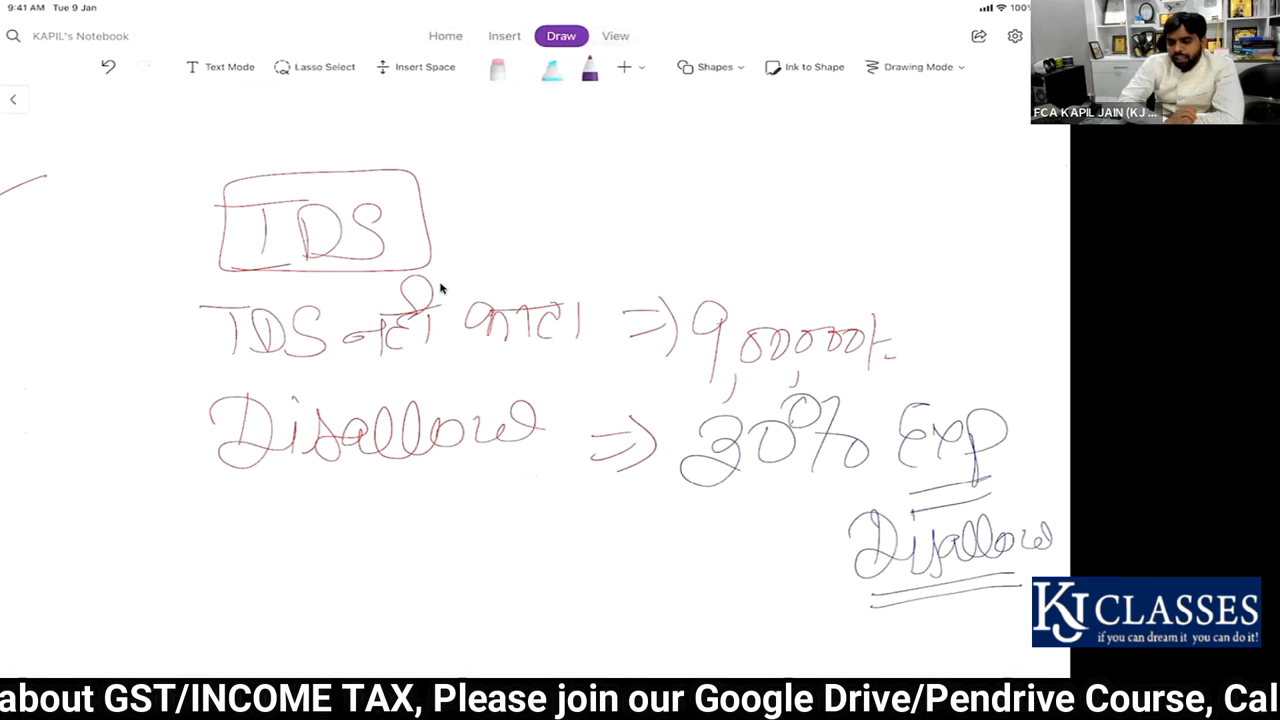 9:41 AM Tue 9 Jan
100%
KAPIL's Notebook
Home Insert Draw View
Text Mode Lasso Select Insert Space Shapes Ink to Shape Drawing Mode
FCA KAPIL JAIN (KJ ...
TDS
TDS नही काटा => 9,00,000/-
Disallow => 30% Exp
Disallow
KJ CLASSES
if you can dream it you can do it!
about GST/INCOME TAX, Please join our Google Drive/Pendrive Course, Cal